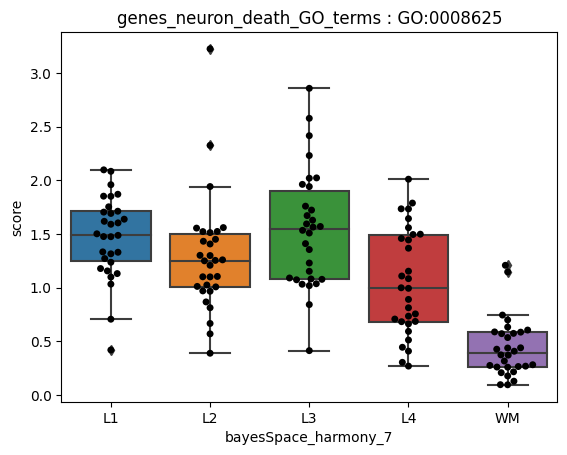 genes_neuron_death_GO_terms : GO:0008625
score
3.0
2.5
2.0
1.5
1.0
0.5
0.0
L1 L2 L3 L4 WM
bayesSpace_harmony_7